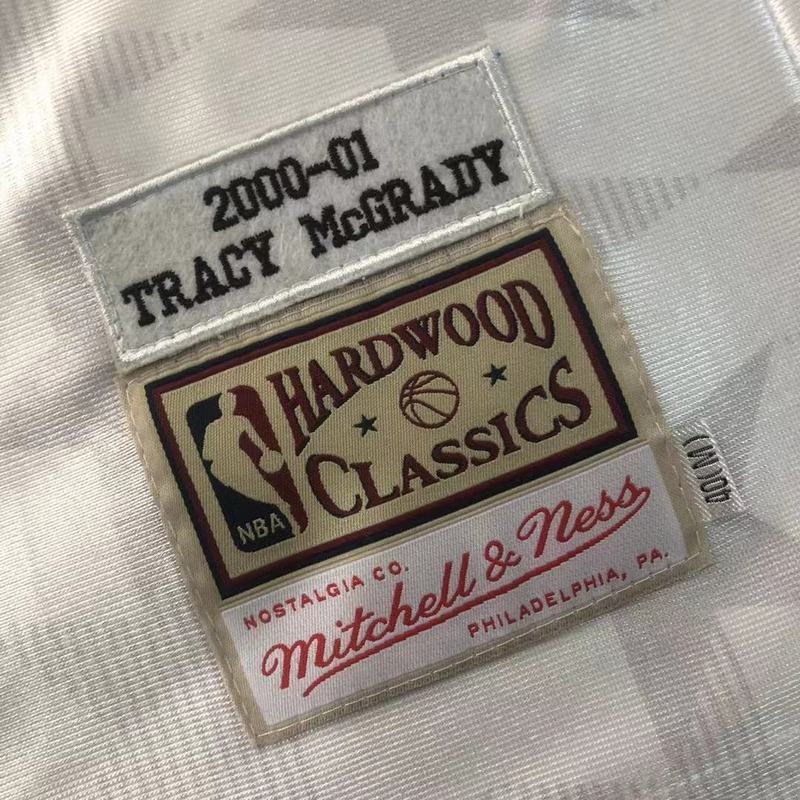 2000-01
TRACY McGRADY
HARDWOOD
CLASSICS
NBA
NOSTALGIA CO.
Mitchell & Ness
PHILADELPHIA, PA.